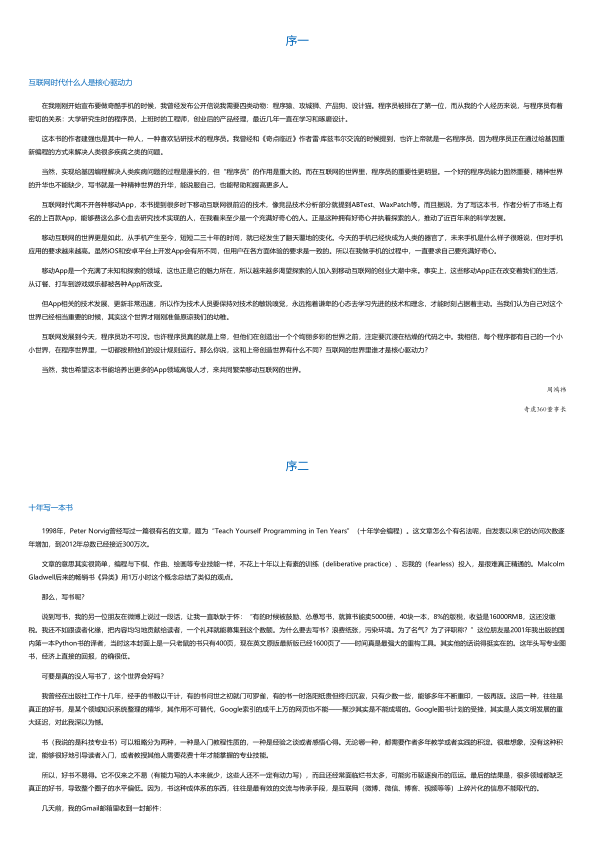 序一
互联网时代什么人是核心驱动力
在我刚刚开始宣布要做奇酷手机的时候，我曾经发布公开信说我需要四类动物：程序猿、攻城狮、产品狗、设计猫。程序员被排在了第一位，而从我的个人经历来说，与程序员有着
密切的关系：大学研究生时的程序员，上班时的工程师，创业后的产品经理，最近几年一直在学习和琢磨设计。
这本书的作者建强也是其中一种人，一种喜欢钻研技术的程序员。我曾经和《奇点临近》作者雷·库兹韦尔交流的时候提到，也许上帝就是一名程序员，因为程序员正在通过给基因重
新编程的方式来解决人类很多疾病之类的问题。
当然，实现给基因编程解决人类疾病问题的过程是漫长的，但“程序员”的作用是重大的。而在互联网的世界里，程序员的重要性更明显。一个好的程序员能力固然重要，精神世界
的升华也不能缺少，写书就是一种精神世界的升华，能说服自己，也能帮助和提高更多人。
互联网时代离不开各种移动App，本书提到很多时下移动互联网很前沿的技术，像竞品技术分析部分就提到ABTest、WaxPatch等。而且据说，为了写这本书，作者分析了市场上有
名的上百款App，能够费这么多心血去研究技术实现的人，在我看来至少是一个充满好奇心的人。正是这种拥有好奇心并执着探索的人，推动了近百年来的科学发展。
移动互联网的世界更是如此，从手机产生至今，短短二三十年的时间，就已经发生了翻天覆地的变化。今天的手机已经快成为人类的器官了，未来手机是什么样子很难说，但对手机
应用的要求越来越高。虽然iOS和安卓平台上开发App会有所不同，但用户在各方面体验的要求是一致的。所以在我做手机的过程中，一直要求自己要充满好奇心。
移动App是一个充满了未知和探索的领域，这也正是它的魅力所在，所以越来越多渴望探索的人加入到移动互联网的创业大潮中来。事实上，这些移动App正在改变着我们的生活，
从订餐、打车到游戏娱乐都被各种App所改变。
但App相关的技术发展、更新非常迅速，所以作为技术人员要保持对技术的敏锐嗅觉，永远抱着谦卑的心态去学习先进的技术和理念，才能时刻占据着主动。当我们认为自己对这个
世界已经相当重要的时候，其实这个世界才刚刚准备原谅我们的幼稚。
互联网发展到今天，程序员功不可没。也许程序员真的就是上帝，但他们在创造出一个个绚丽多彩的世界之前，注定要沉浸在枯燥的代码之中。我相信，每个程序都有自己的一个小
小世界，在程序世界里，一切都按照他们的设计规则运行。那么你说，这和上帝创造世界有什么不同？互联网的世界里谁才是核心驱动力？
当然，我也希望这本书能培养出更多的App领域高级人才，来共同繁荣移动互联网的世界。
周鸿祎
奇虎360董事长
序二
十年写一本书
1998年，Peter Norvig曾经写过一篇很有名的文章，题为“Teach Yourself Programming in Ten Years”（十年学会编程）。这文章怎么个有名法呢，自发表以来它的访问次数逐
年增加，到2012年总数已经接近300万次。
文章的意思其实很简单，编程与下棋、作曲、绘画等专业技能一样，不花上十年以上有素的训练（deliberative practice）、忘我的（fearless）投入，是很难真正精通的。Malcolm
Gladwell后来的畅销书《异类》用1万小时这个概念总结了类似的观点。
那么，写书呢？
说到写书，我的另一位朋友在微博上说过一段话，让我一直耿耿于怀：“有的时候被鼓励、怂恿写书，就算书能卖5000册，40块一本，8%的版税，收益是16000RMB，这还没缴
税。我还不如跟读者化缘，把内容均匀地贡献给读者，一个礼拜就能募集到这个数额。为什么要去写书？浪费纸张，污染环境。为了名气？为了评职称？”这位朋友是2001年我出版的国
内第一本Python书的译者，当时这本封面上是一只老鼠的书只有400页，现在英文原版最新版已经1600页了——时间真是最强大的重构工具。其实他的话说得挺实在的。这年头写专业图
书，经济上直接的回报，的确很低。
可要是真的没人写书了，这个世界会好吗？
我曾经在出版社工作十几年，经手的书数以千计，有的书问世之初就门可罗雀，有的书一时洛阳纸贵但终归沉寂，只有少数一些，能够多年不断重印，一版再版。这后一种，往往是
真正的好书，是某个领域知识系统整理的精华，其作用不可替代，Google索引的成千上万的网页也不能——聚沙其实是不能成塔的。Google图书计划的受挫，其实是人类文明发展的重
大延迟，对此我深以为憾。
书（我说的是科技专业书）可以粗略分为两种，一种是入门教程性质的，一种是经验之谈或者感悟心得。无论哪一种，都需要作者多年教学或者实践的积淀。很难想象，没有这种积
淀，能够很好地引导读者入门，或者教授其他人需要花费十年才能掌握的专业技能。
所以，好书不易得。它不仅来之不易（有能力写的人本来就少，这些人还不一定有动力写），而且还经常面临烂书太多，可能劣币驱逐良币的厄运。最后的结果是，很多领域都缺乏
真正的好书，导致整个圈子的水平偏低。因为，书这种成体系的东西，往往是最有效的交流与传承手段，是互联网（微博、微信、博客、视频等等）上碎片化的信息不能取代的。
几天前，我的Gmail邮箱里收到一封邮件：